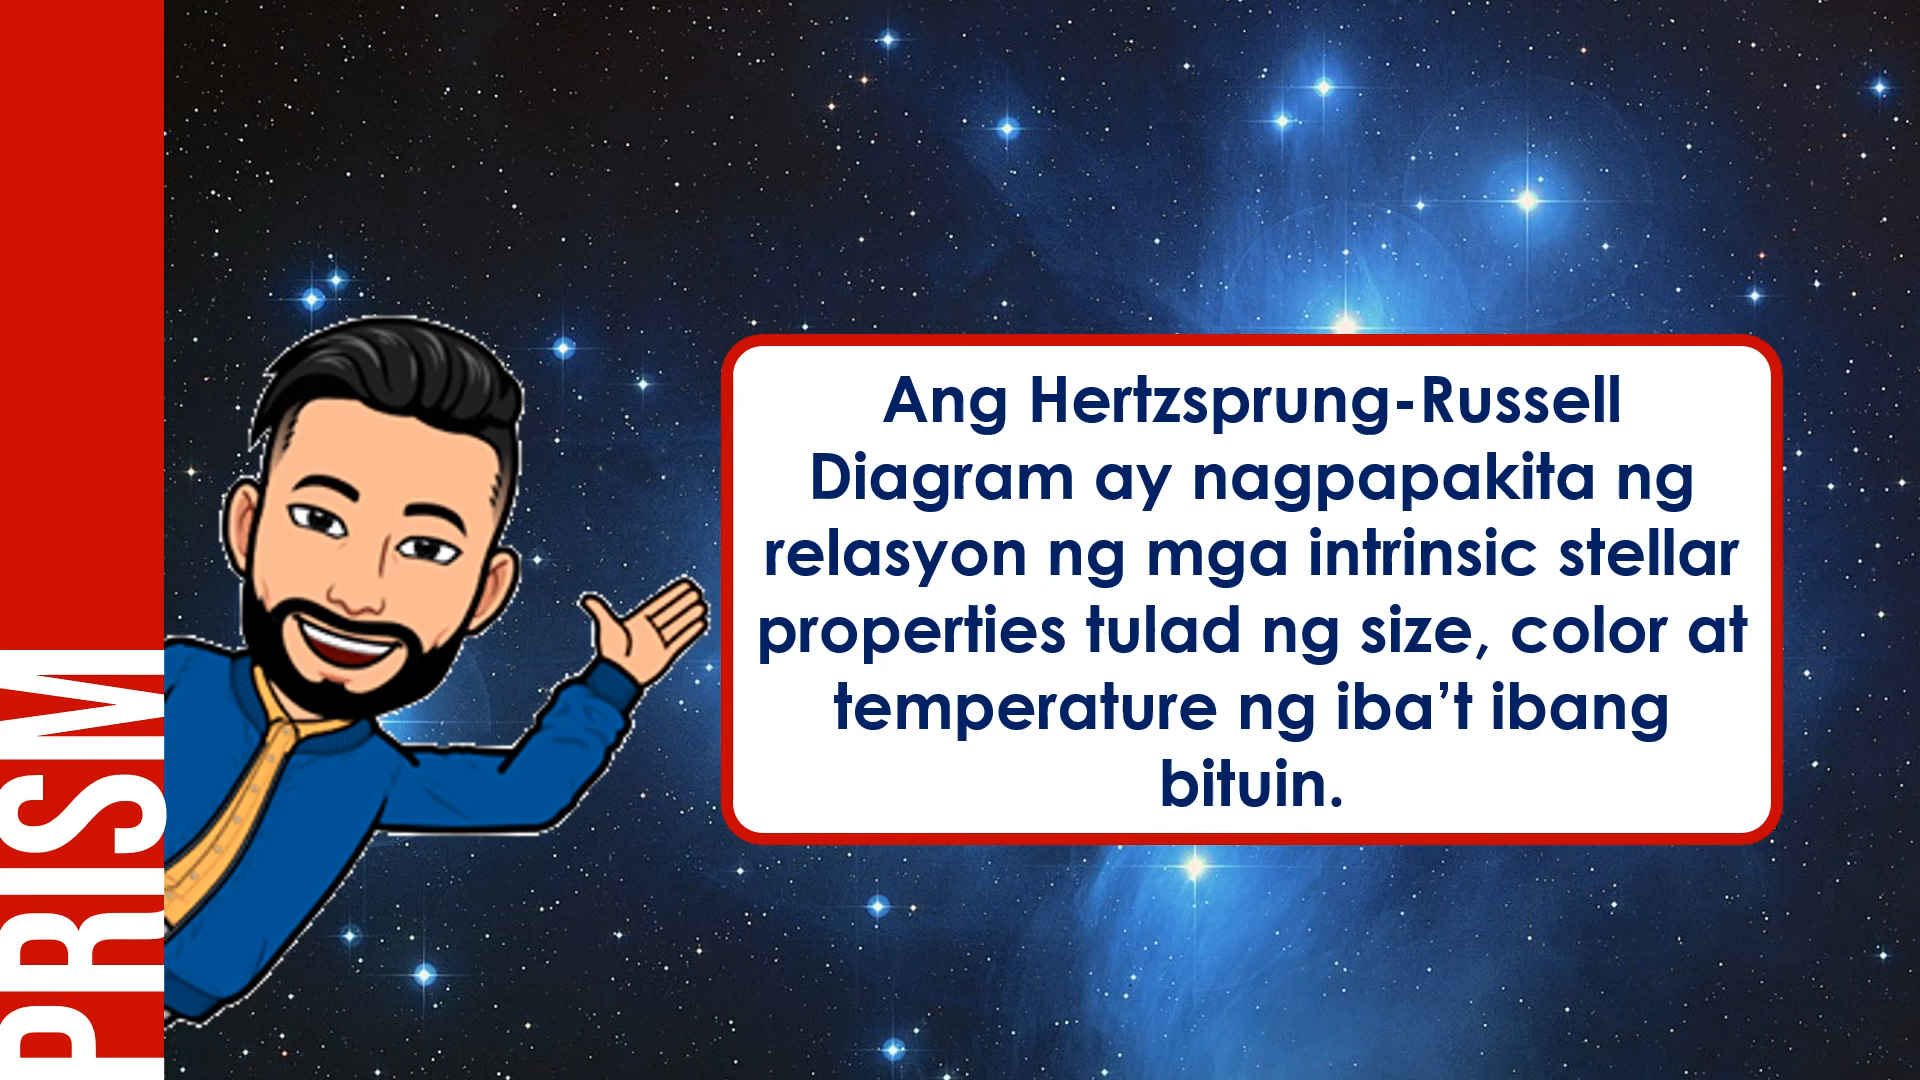 PRISM
Ang Hertzsprung-Russell
Diagram ay nagpapakita ng
relasyon ng mga intrinsic stellar
properties tulad ng size, color at
temperature ng iba’t ibang
bituin.